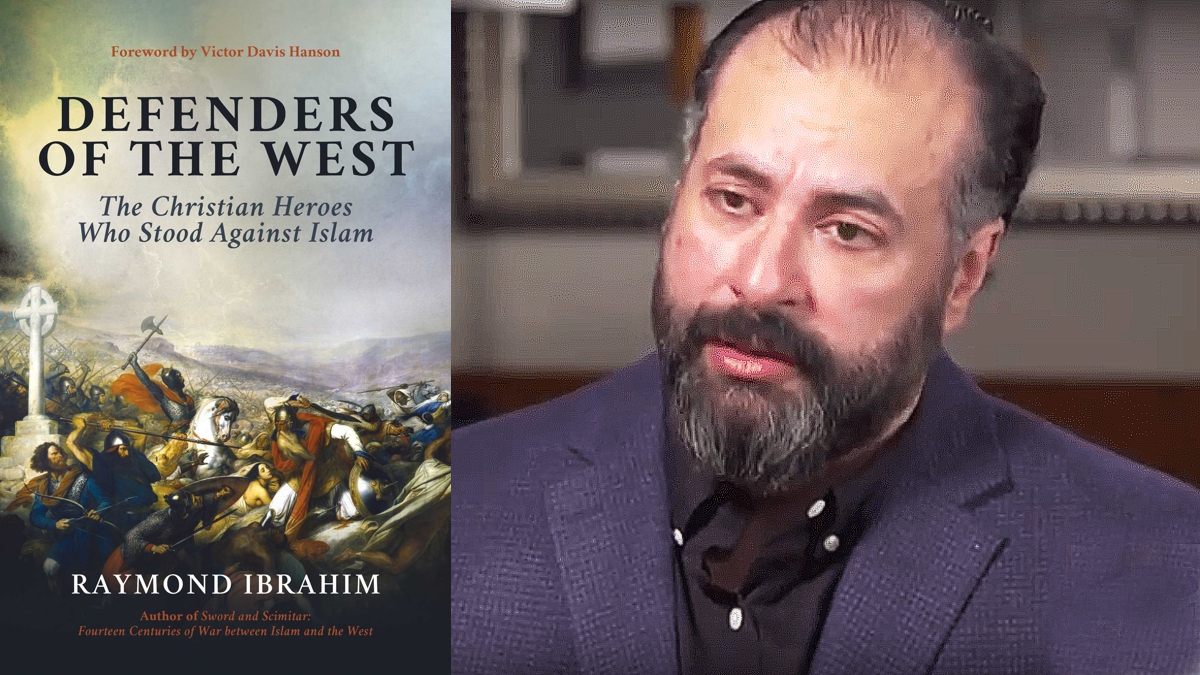 Foreword by Victor Davis Hanson
DEFENDERS
OF THE WEST
The Christian Heroes
Who Stood Against Islam
RAYMOND IBRAHIM
Author of Sword and Scimitar:
Fourteen Centuries of War between Islam and the West